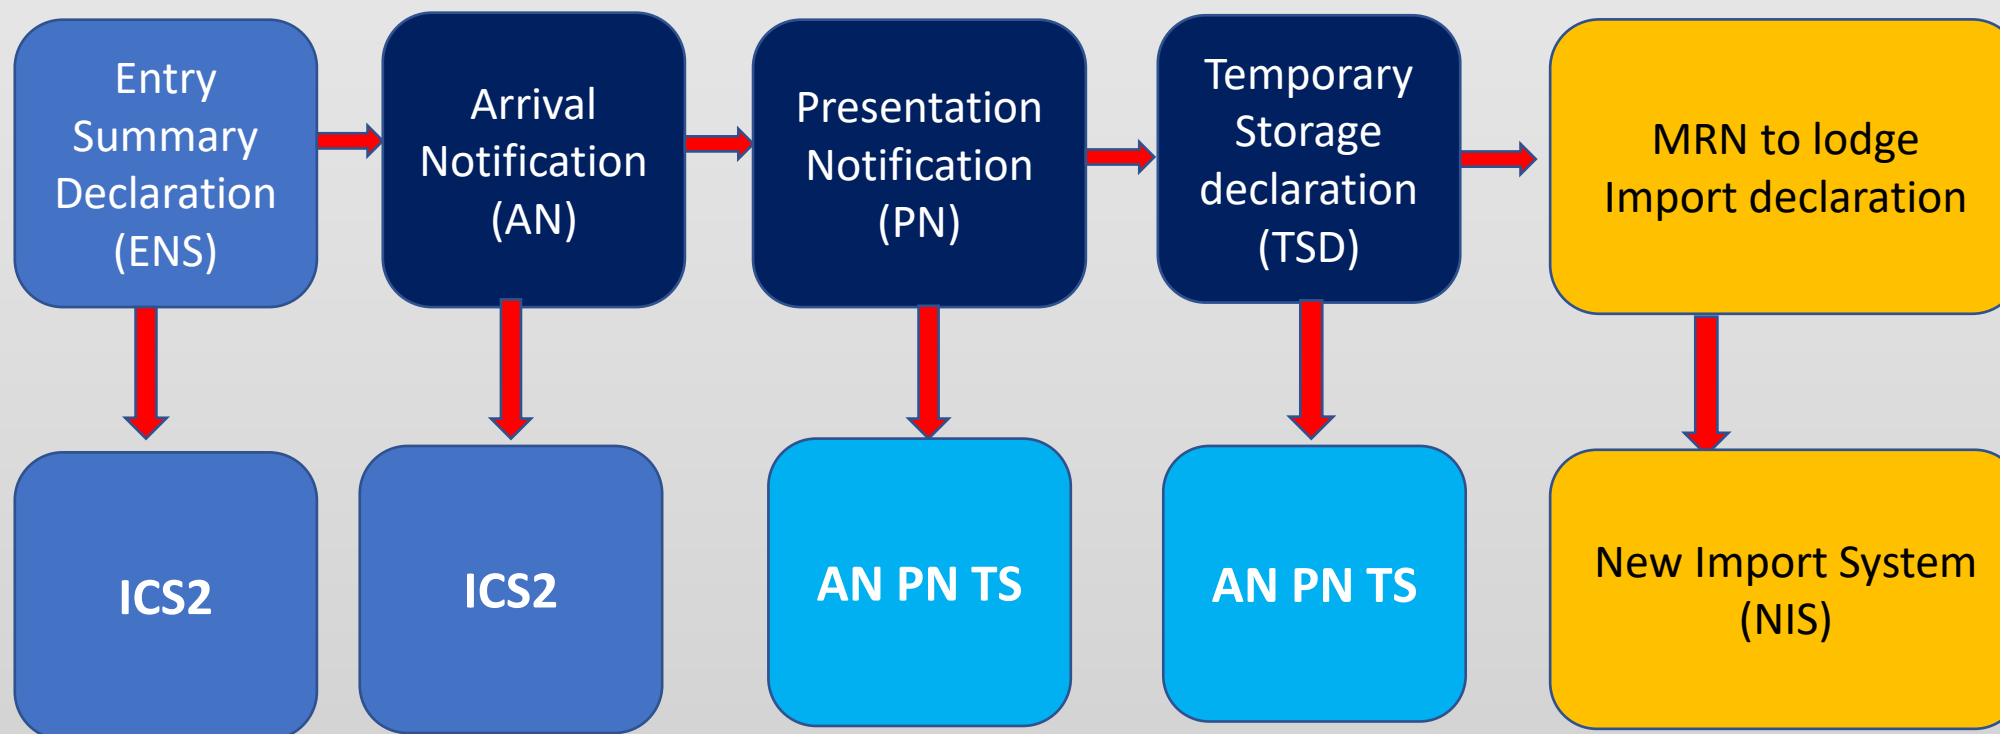 Entry
Summary
Declaration
(ENS)
Arrival
Notification
(AN)
Presentation
Notification
(PN)
Temporary
Storage
declaration
(TSD)
MRN to lodge
Import declaration
ICS2
ICS2
AN PN TS
AN PN TS
New Import System
(NIS)